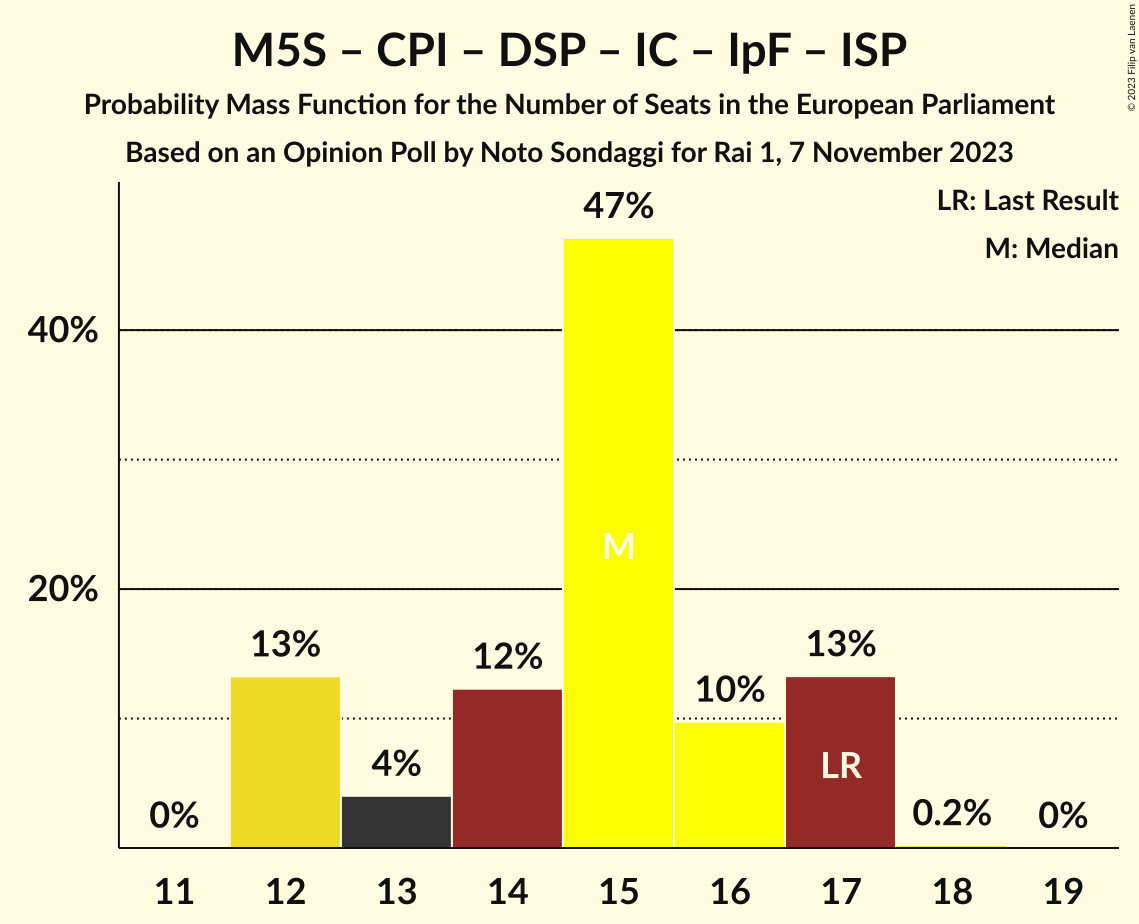 M5S – CPI – DSP – IC – IpF – ISP
Probability Mass Function for the Number of Seats in the European Parliament
Based on an Opinion Poll by Noto Sondaggi for Rai 1, 7 November 2023
© 2023 Filip van Laenen
LR: Last Result
M: Median
40%
20%
0%
13%
4%
12%
47%
10%
13%
0.2%
0%
M
LR
11 12 13 14 15 16 17 18 19